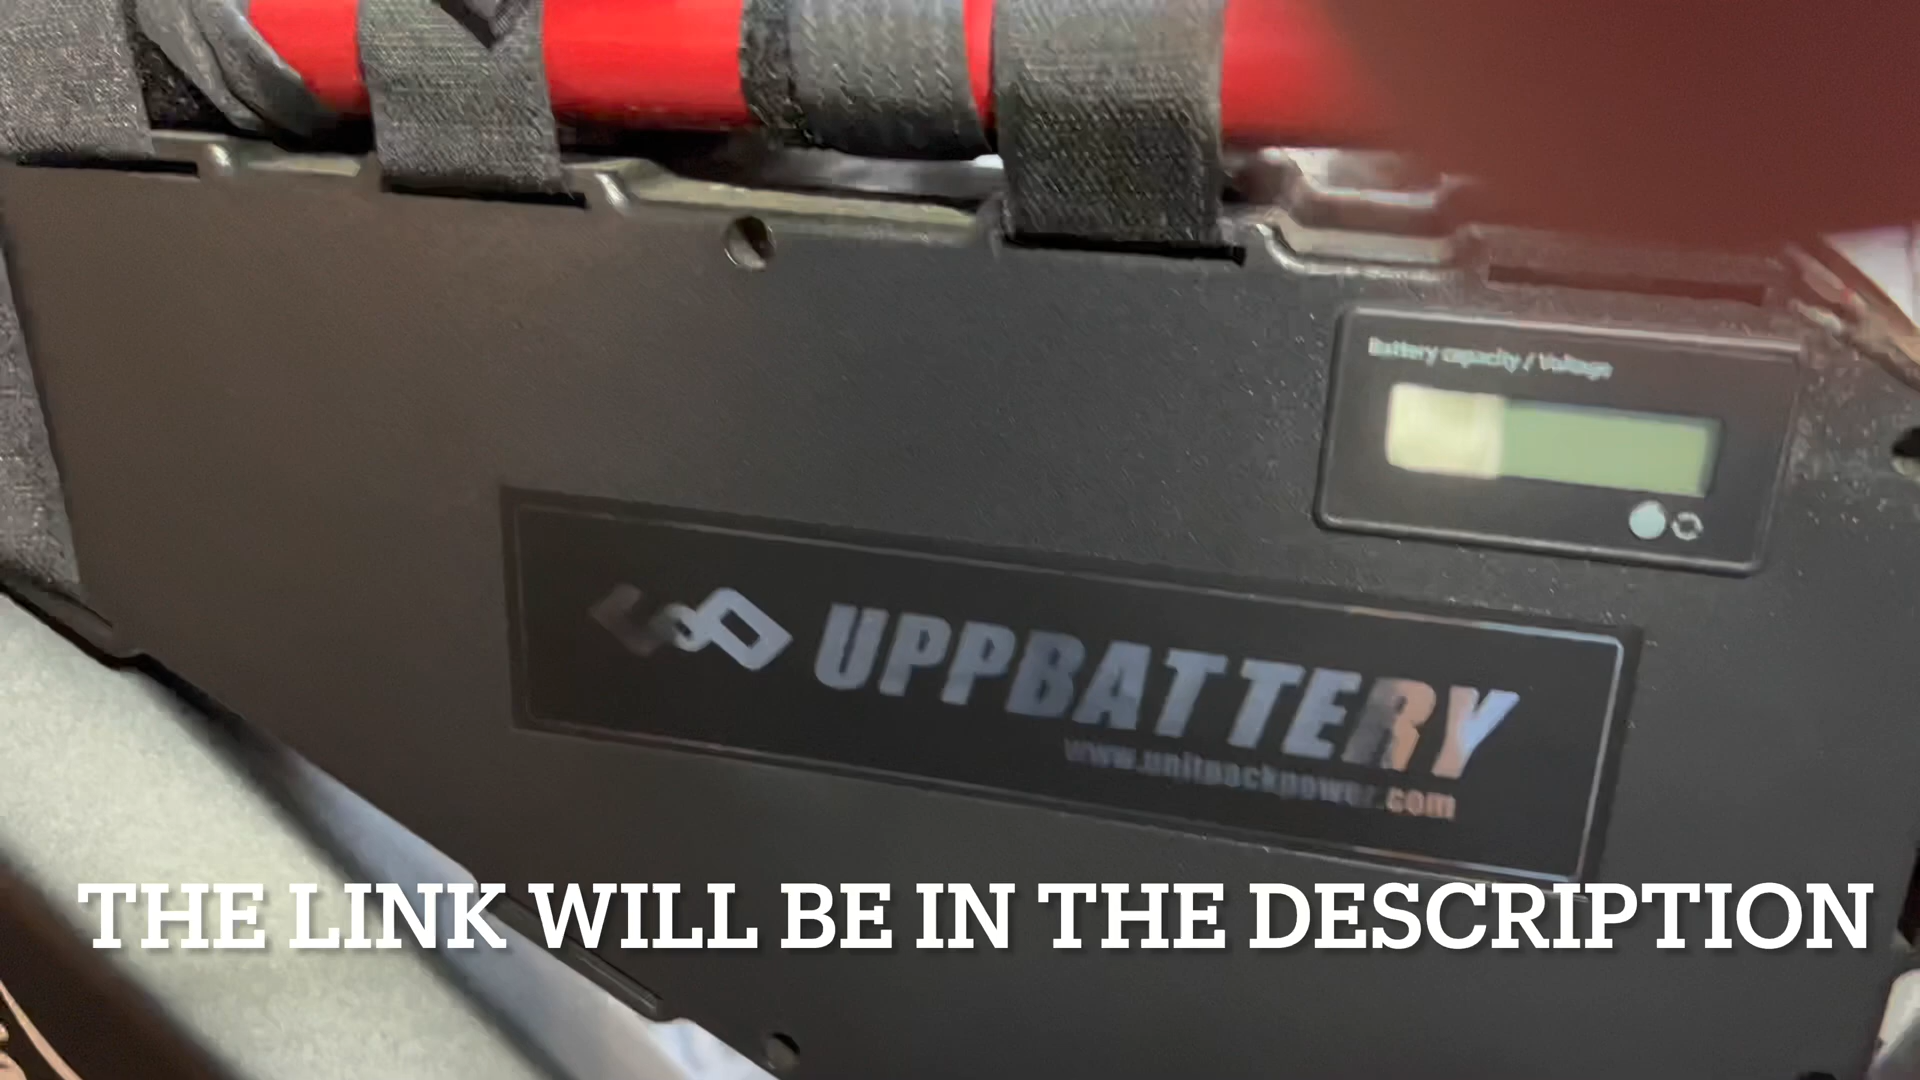 Battery capacity / Voltage
UPPBATTERY
www.unitpackpower.com
THE LINK WILL BE IN THE DESCRIPTION